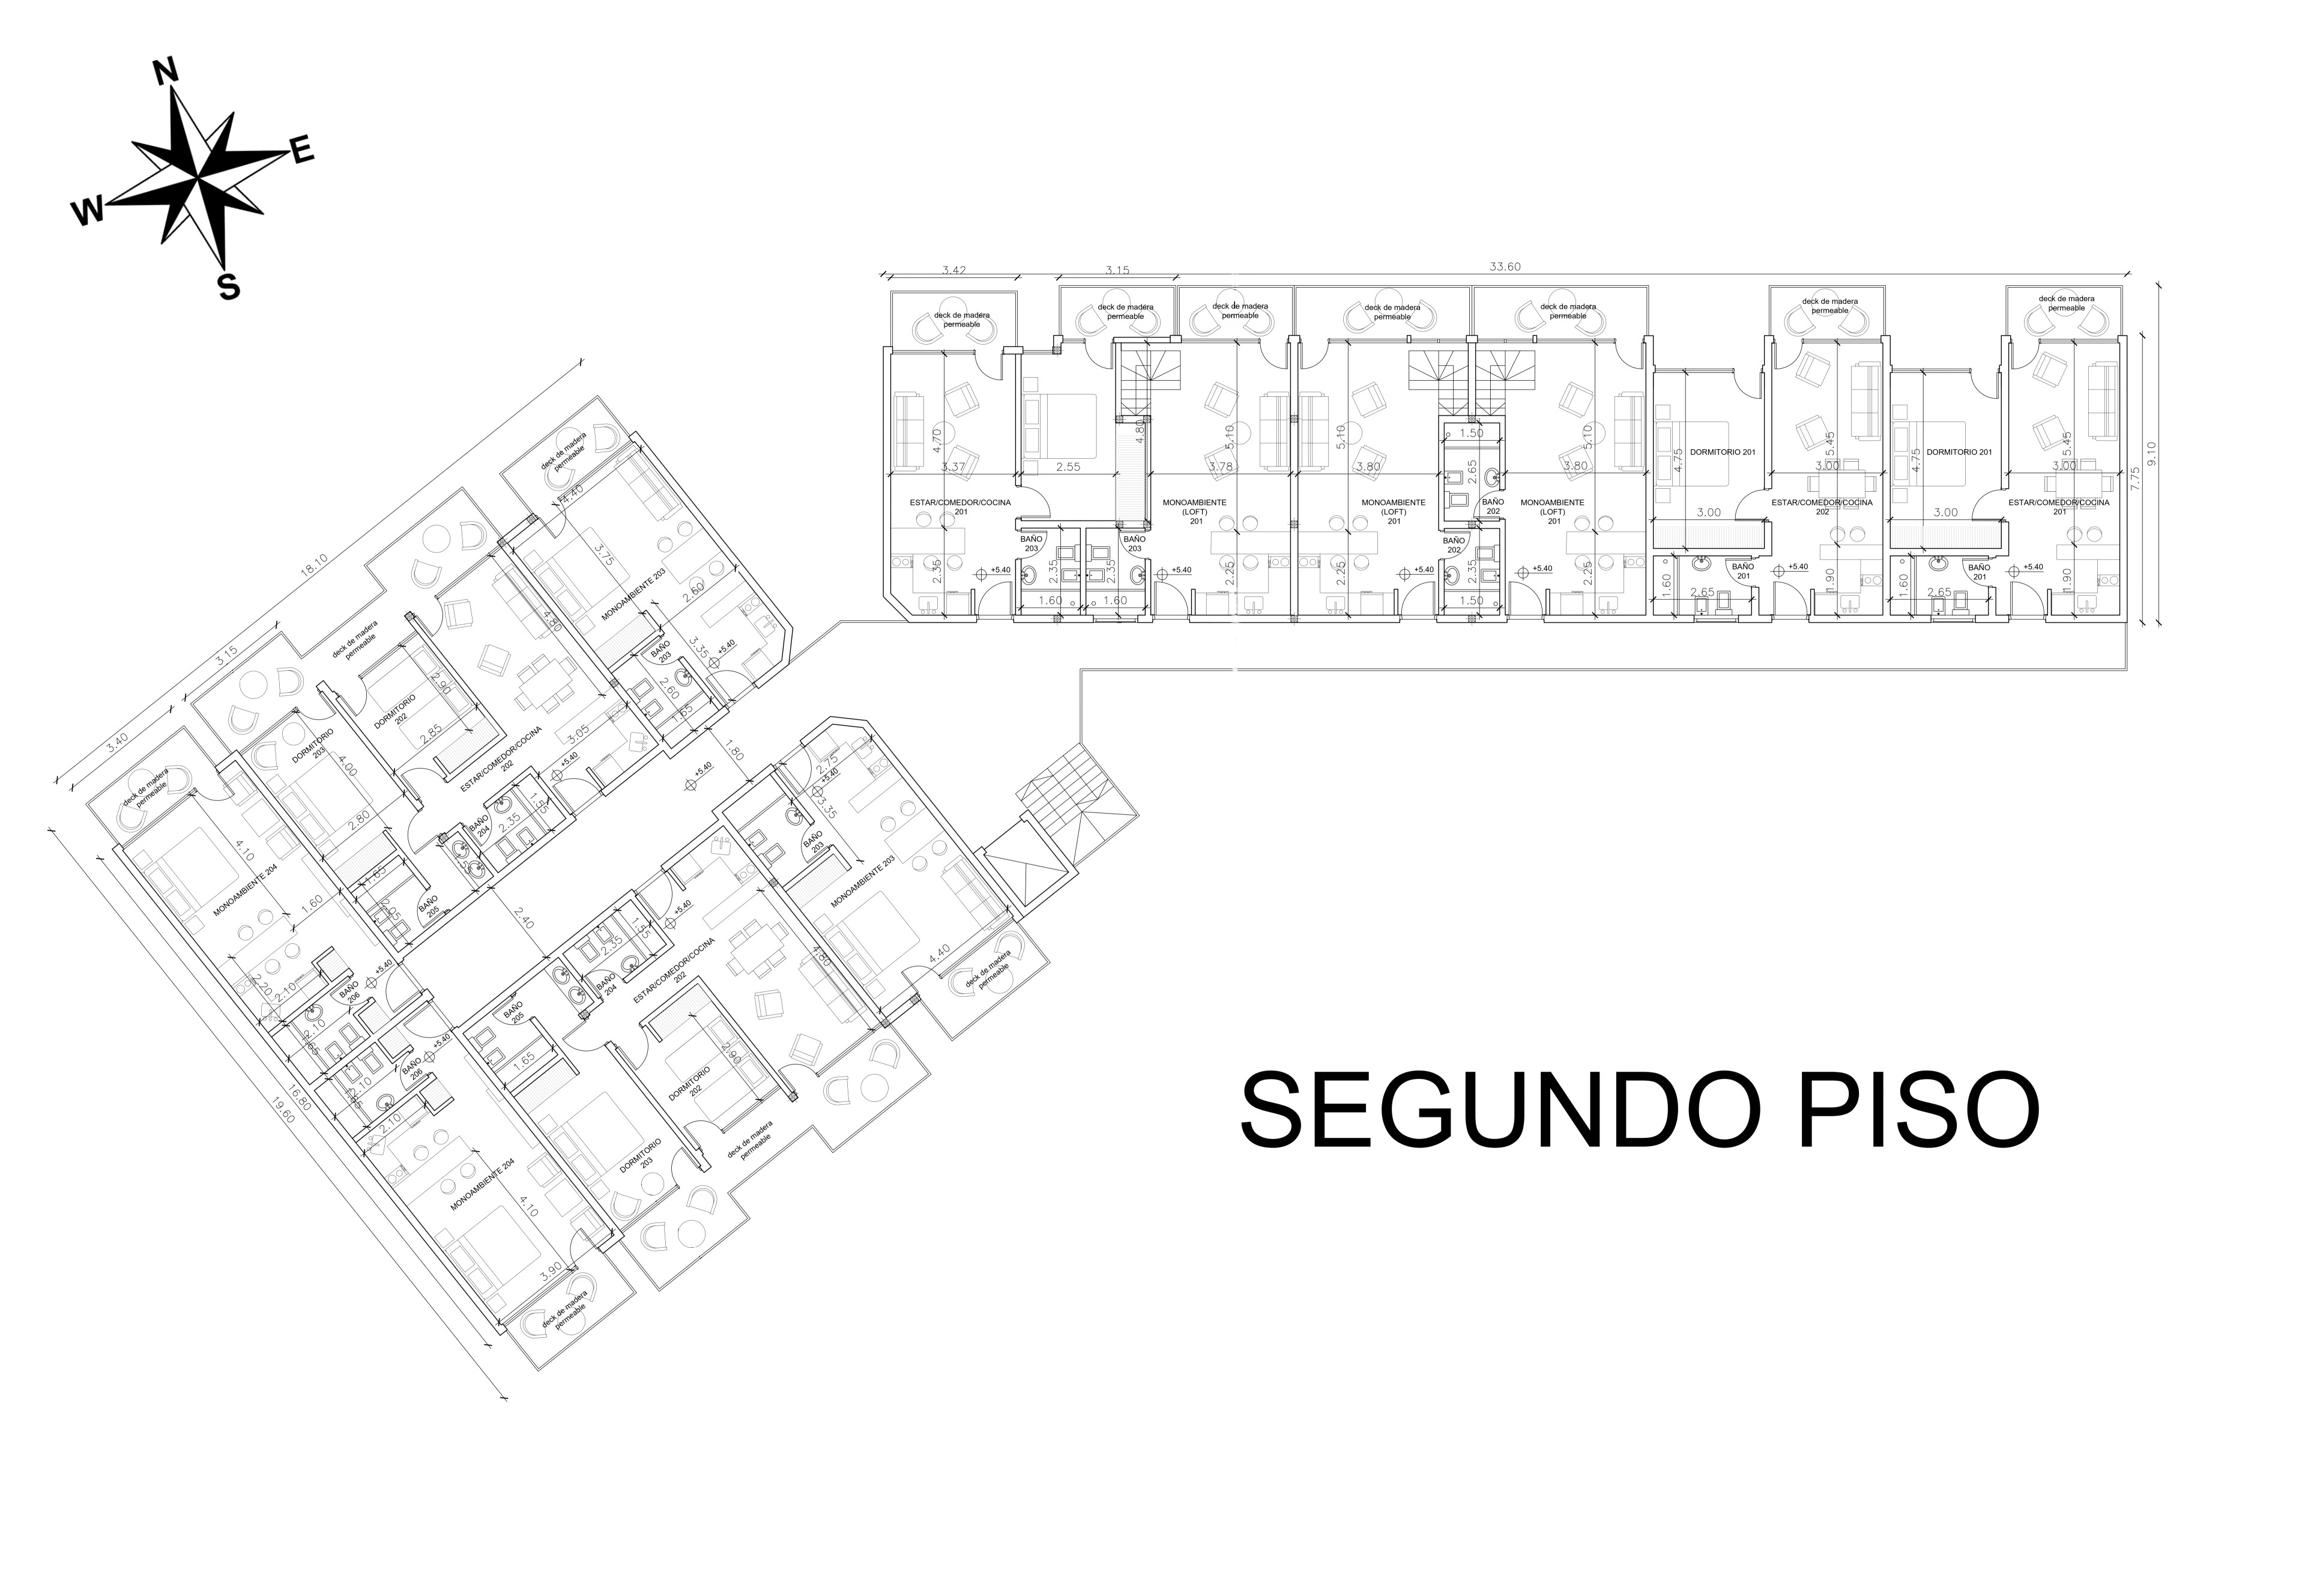 N
E
W
S
33.60
3.42
3.15
9.10
7.75
deck de madera
permeable
deck de madera
permeable
deck de madera
permeable
deck de madera
permeable
deck de madera
permeable
deck de madera
permeable
deck de madera
permeable
4.70
3.37
2.55
4.80
3.78
5.10
5.10
3.80
1.50
2.65
5.10
3.80
4.75
DORMITORIO 201
3.00
5.45
3.00
4.75
DORMITORIO 201
3.00
5.45
3.00
ESTAR/COMEDOR/COCINA
201
MONOAMBIENTE
(LOFT)
201
MONOAMBIENTE
(LOFT)
201
BAÑO
202
MONOAMBIENTE
(LOFT)
201
ESTAR/COMEDOR/COCINA
202
ESTAR/COMEDOR/COCINA
201
BAÑO
203
BAÑO
203
BAÑO
202
BAÑO
201
BAÑO
201
2.35
+5.40
2.35
2.35
+5.40
2.25
2.25
+5.40
2.35
+5.40
2.25
1.60
+5.40
1.90
1.60
+5.40
1.90
1.60
1.60
1.50
2.65
2.65
18.10
3.15
3.40
deck de madera
permeable
4.40
3.75
MONOAMBIENTE 203
2.60
3.35
+5.40
BAÑO
203
2.60
1.65
deck de madera
permeable
4.80
DORMITORIO
202
2.90
2.85
ESTAR/COMEDOR/COCINA
202
3.05
+5.40
DORMITORIO
203
4.00
2.80
BAÑO
204
2.35
1.55
1.55
1.65
2.05
BAÑO
205
deck de madera
permeable
4.10
MONOAMBIENTE 204
1.60
2.20
2.10
BAÑO
206
2.10
1.65
+5.40
1.80
+5.40
2.40
16.80
19.60
2.75
+5.40
3.35
BAÑO
203
MONOAMBIENTE 203
4.40
deck de madera
permeable
+5.40
1.55
2.35
BAÑO
204
ESTAR/COMEDOR/COCINA
202
4.80
BAÑO
205
1.65
DORMITORIO
202
2.90
DORMITORIO
203
deck de madera
permeable
+5.40
BAÑO
206
2.10
1.65
2.10
MONOAMBIENTE 204
4.10
3.90
deck de madera
permeable
SEGUNDO PISO